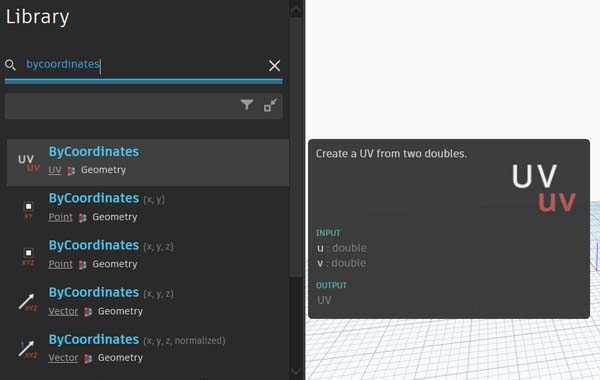 Library
bycoordinates
UV
UV
ByCoordinates
UV Geometry
XY
ByCoordinates (x, y)
Point Geometry
XYZ
ByCoordinates (x, y, z)
Point Geometry
XYZ
ByCoordinates (x, y, z)
Vector Geometry
1
XYZ
ByCoordinates (x, y, z, normalized)
Vector Geometry
Create a UV from two doubles.
UV
uv
INPUT
u : double
v : double
OUTPUT
UV